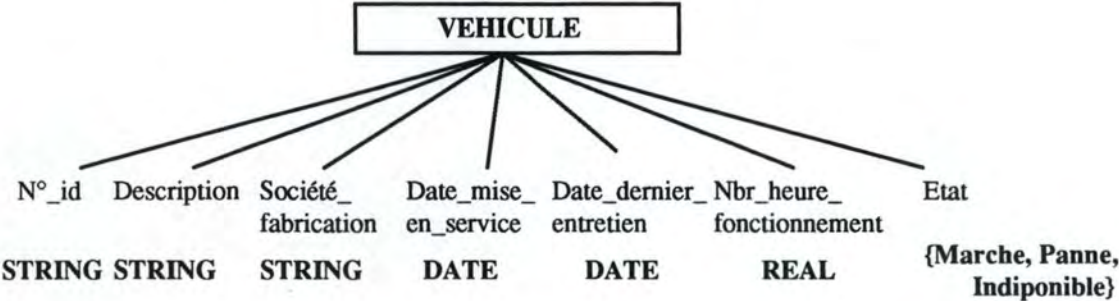 VEHICULE
N°_id Description Société_ Date_mise_ Date_dernier_ Nbr_heure_ Etat
fabrication en_service entretien fonctionnement
STRING STRING STRING DATE DATE REAL {Marche, Panne,
Indiponible}